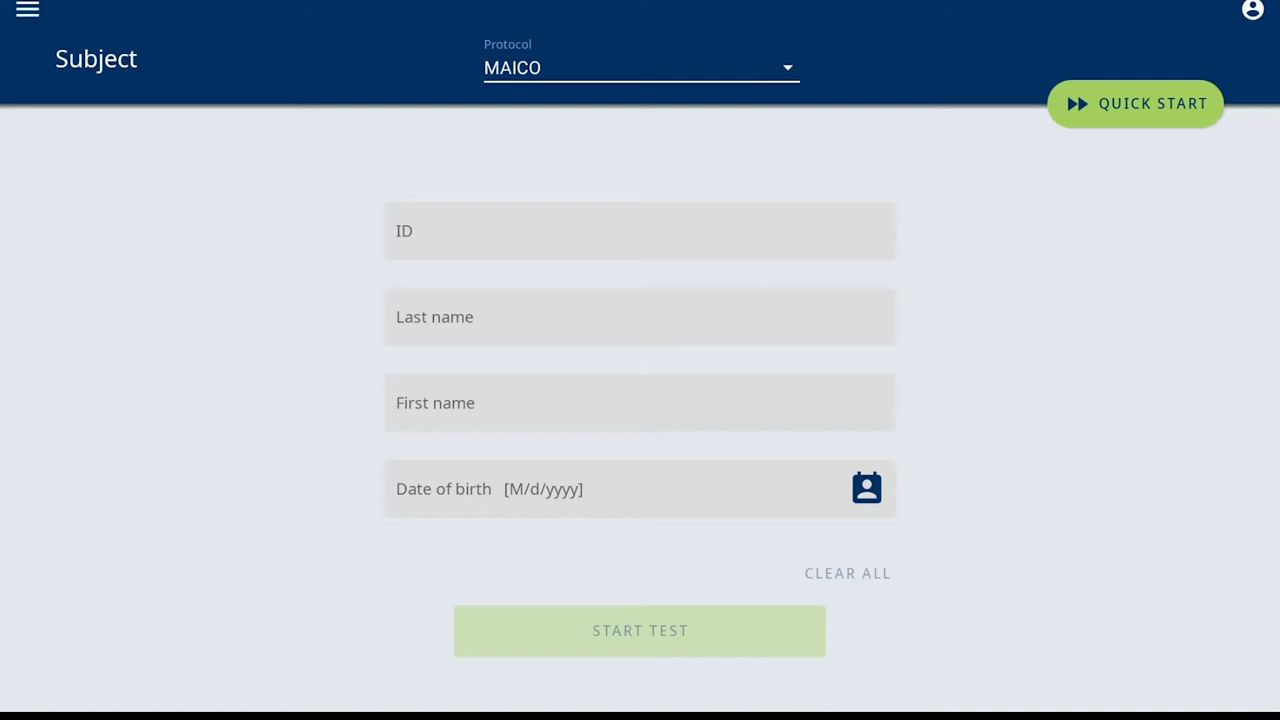 Protocol
Subject
MAICO
QUICK START
ID
Last name
First name
Date of birth [M/d/yyyy]
CLEAR ALL
START TEST